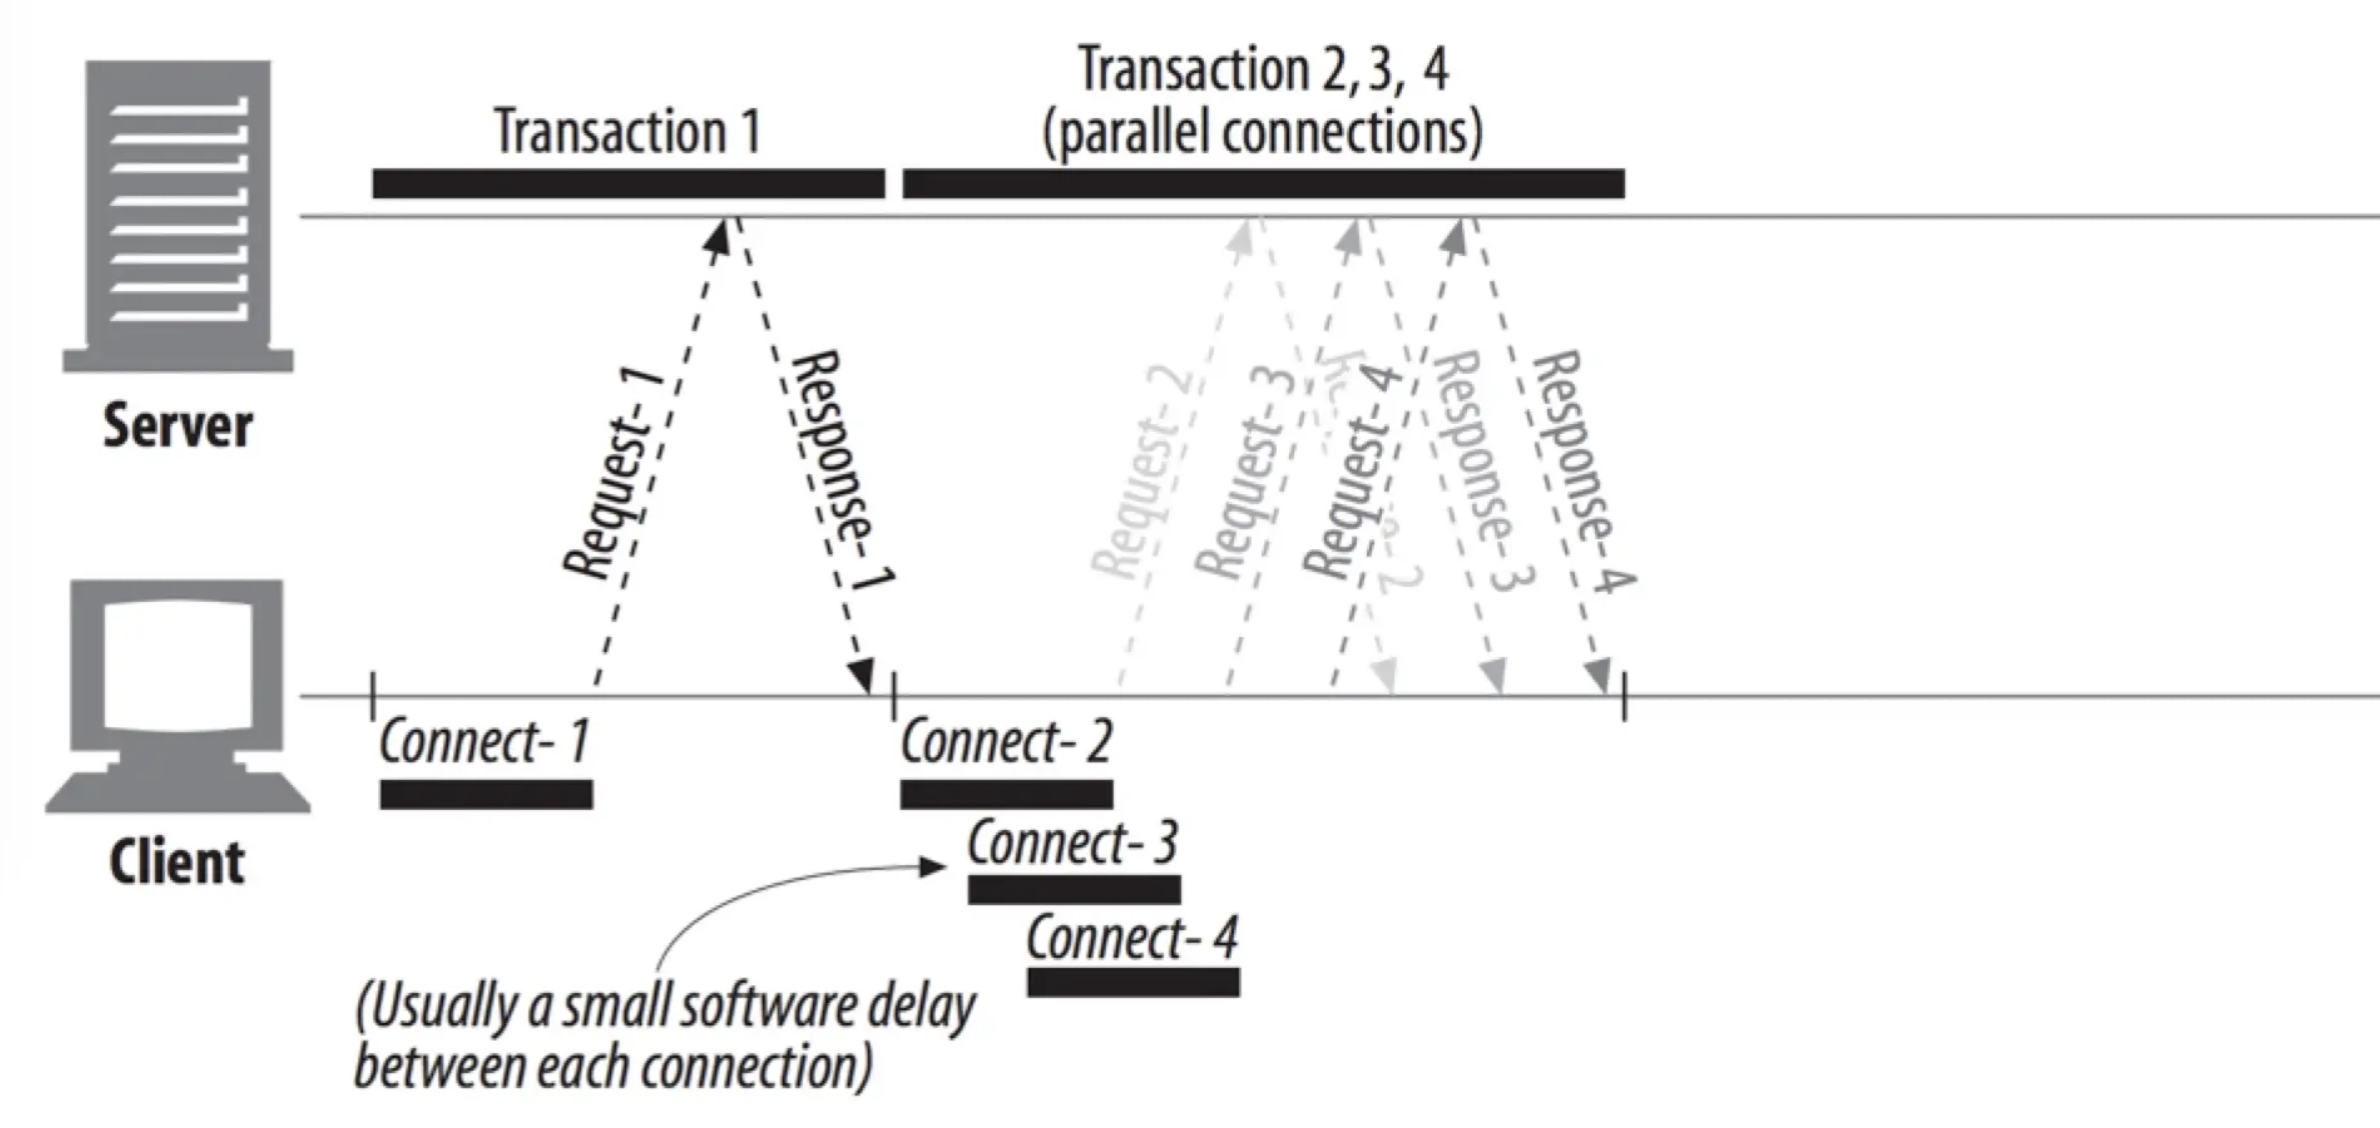 Transaction 1
Transaction 2, 3, 4
(parallel connections)
Server
Request- 1
Response- 1
Request- 2
Request- 3
Request- 4
Response- 3
Response- 4
Client
Connect- 1
Connect- 2
Connect- 3
Connect- 4
(Usually a small software delay
between each connection)